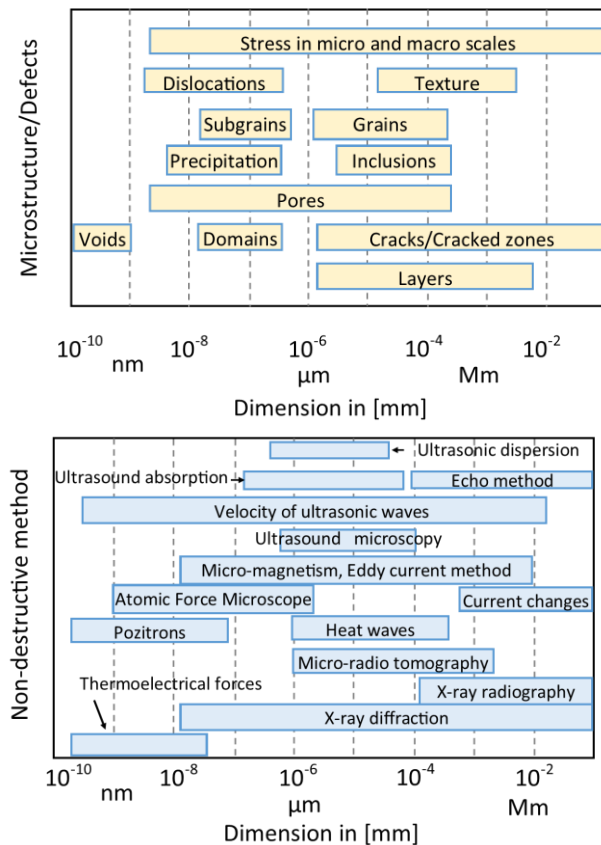 Microstructure/Defects
Stress in micro and macro scales
Dislocations Texture
Subgrains Grains
Precipitation Inclusions
Pores
Voids Domains Cracks/Cracked zones
Layers
10-10 10-8 10-6 10-4 10-2
nm μm Mm
Dimension in [mm]
Non-destructive method
Ultrasonic dispersion
Ultrasound absorption Echo method
Velocity of ultrasonic waves
Ultrasound microscopy
Micro-magnetism, Eddy current method
Atomic Force Microscope Current changes
Pozitrons Heat waves
Micro-radio tomography
Thermoelectrical forces X-ray radiography
X-ray diffraction
10-10 10-8 10-6 10-4 10-2
nm μm Mm
Dimension in [mm]